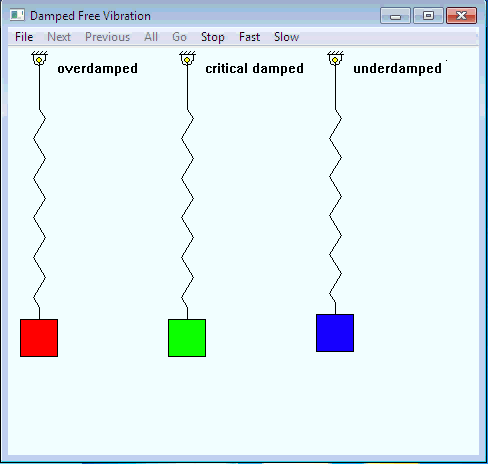 Damped Free Vibration
File Next Previous All Go Stop Fast Slow
overdamped critical damped underdamped